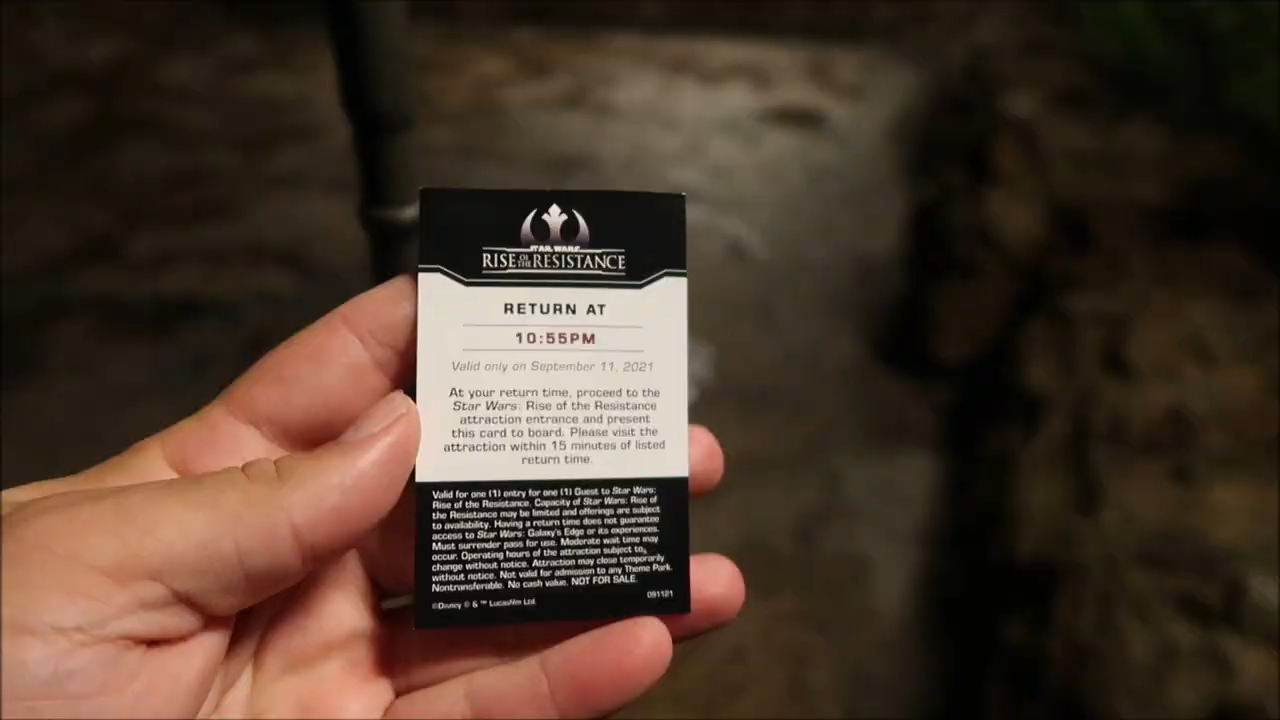 STAR WARS
RISE OF THE RESISTANCE
RETURN AT
10:55PM
Valid only on September 11, 2021
At your return time, proceed to the
Star Wars: Rise of the Resistance
attraction entrance and present
this card to board. Please visit the
attraction within 15 minutes of listed
return time.
Valid for one (1) entry for one (1) Guest to Star Wars:
Rise of the Resistance. Capacity of Star Wars: Rise of
the Resistance may be limited and offerings are subject
to availability. Having a return time does not guarantee
access to Star Wars: Galaxy's Edge or its experiences.
Must surrender pass for use. Moderate wait time may
occur. Operating hours of the attraction subject to
change without notice. Attraction may close temporarily
without notice. Not valid for admission to any Theme Park.
Nontransferable. No cash value. NOT FOR SALE.
©Disney © & ™ Lucasfilm Ltd.
091121